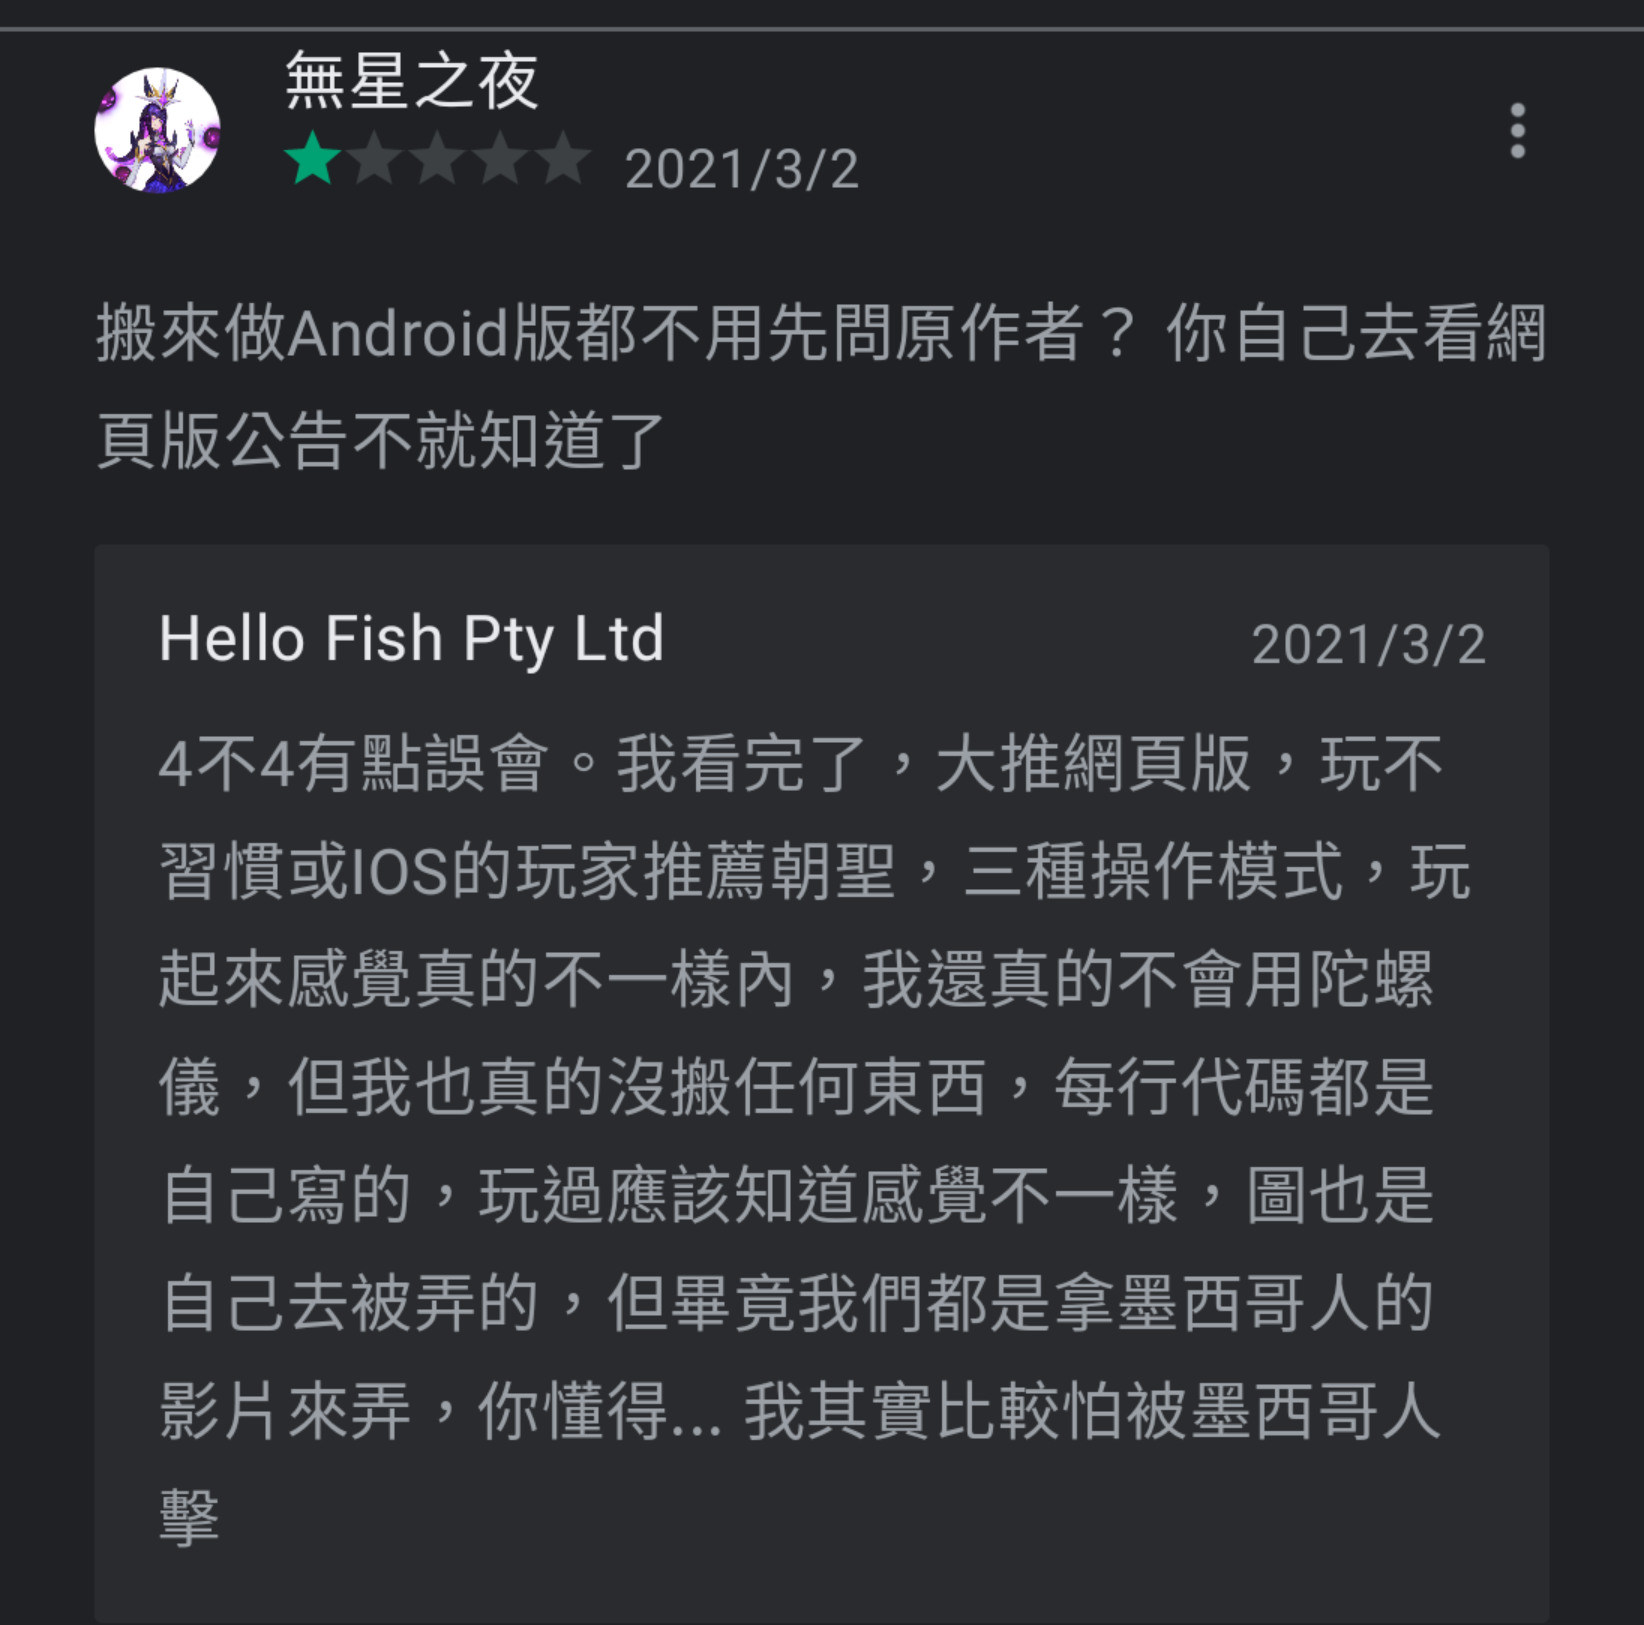 無星之夜
2021/3/2
搬來做Android版都不用先問原作者？ 你自己去看網
頁版公告不就知道了
Hello Fish Pty Ltd
2021/3/2
4不4有點誤會。我看完了，大推網頁版，玩不
習慣或IOS的玩家推薦朝聖，三種操作模式，玩
起來感覺真的不一樣內，我還真的不會用陀螺
儀，但我也真的沒搬任何東西，每行代碼都是
自己寫的，玩過應該知道感覺不一樣，圖也是
自己去被弄的，但畢竟我們都是拿墨西哥人的
影片來弄，你懂得... 我其實比較怕被墨西哥人
擊